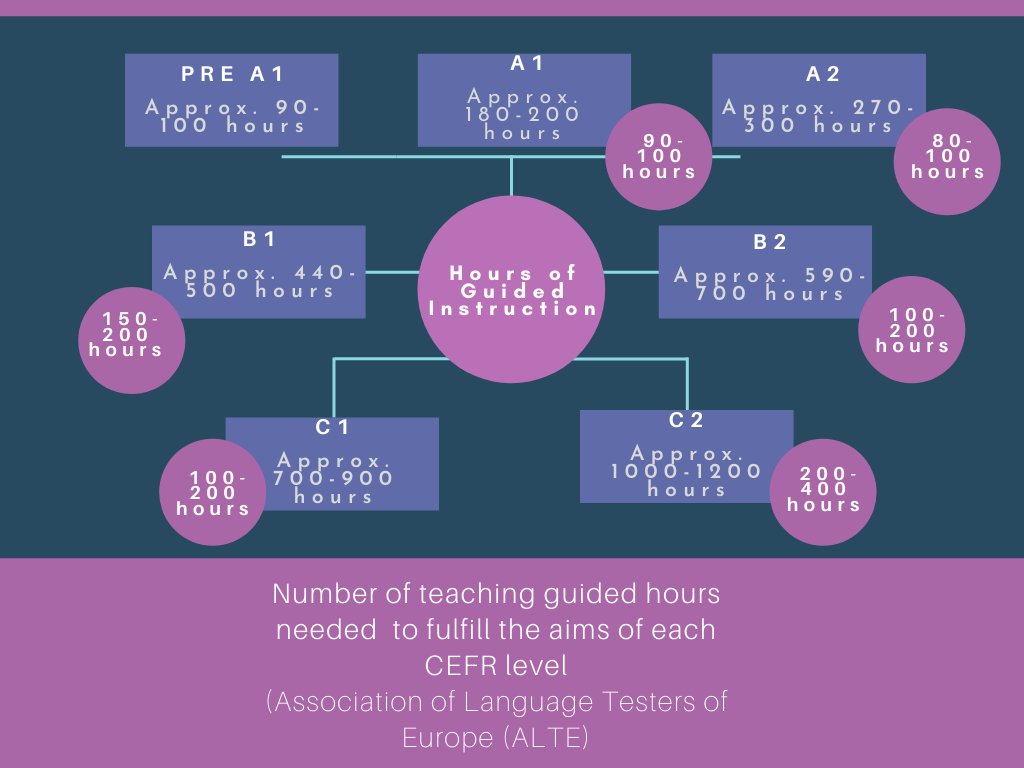 PRE A1
Approx. 90-
100 hours
A1
Approx.
180-200
hours
90-
100
hours
A2
Approx. 270-
300 hours
80-
100
hours
B1
Approx. 440-
500 hours
150-
200
hours
Hours of
Guided
Instruction
B2
Approx. 590-
700 hours
100-
200
hours
C1
Approx.
700-900
hours
100-
200
hours
C2
Approx.
1000-1200
hours
200-
400
hours
Number of teaching guided hours
needed  to fulfill the aims of each
CEFR level
(Association of Language Testers of
Europe (ALTE)